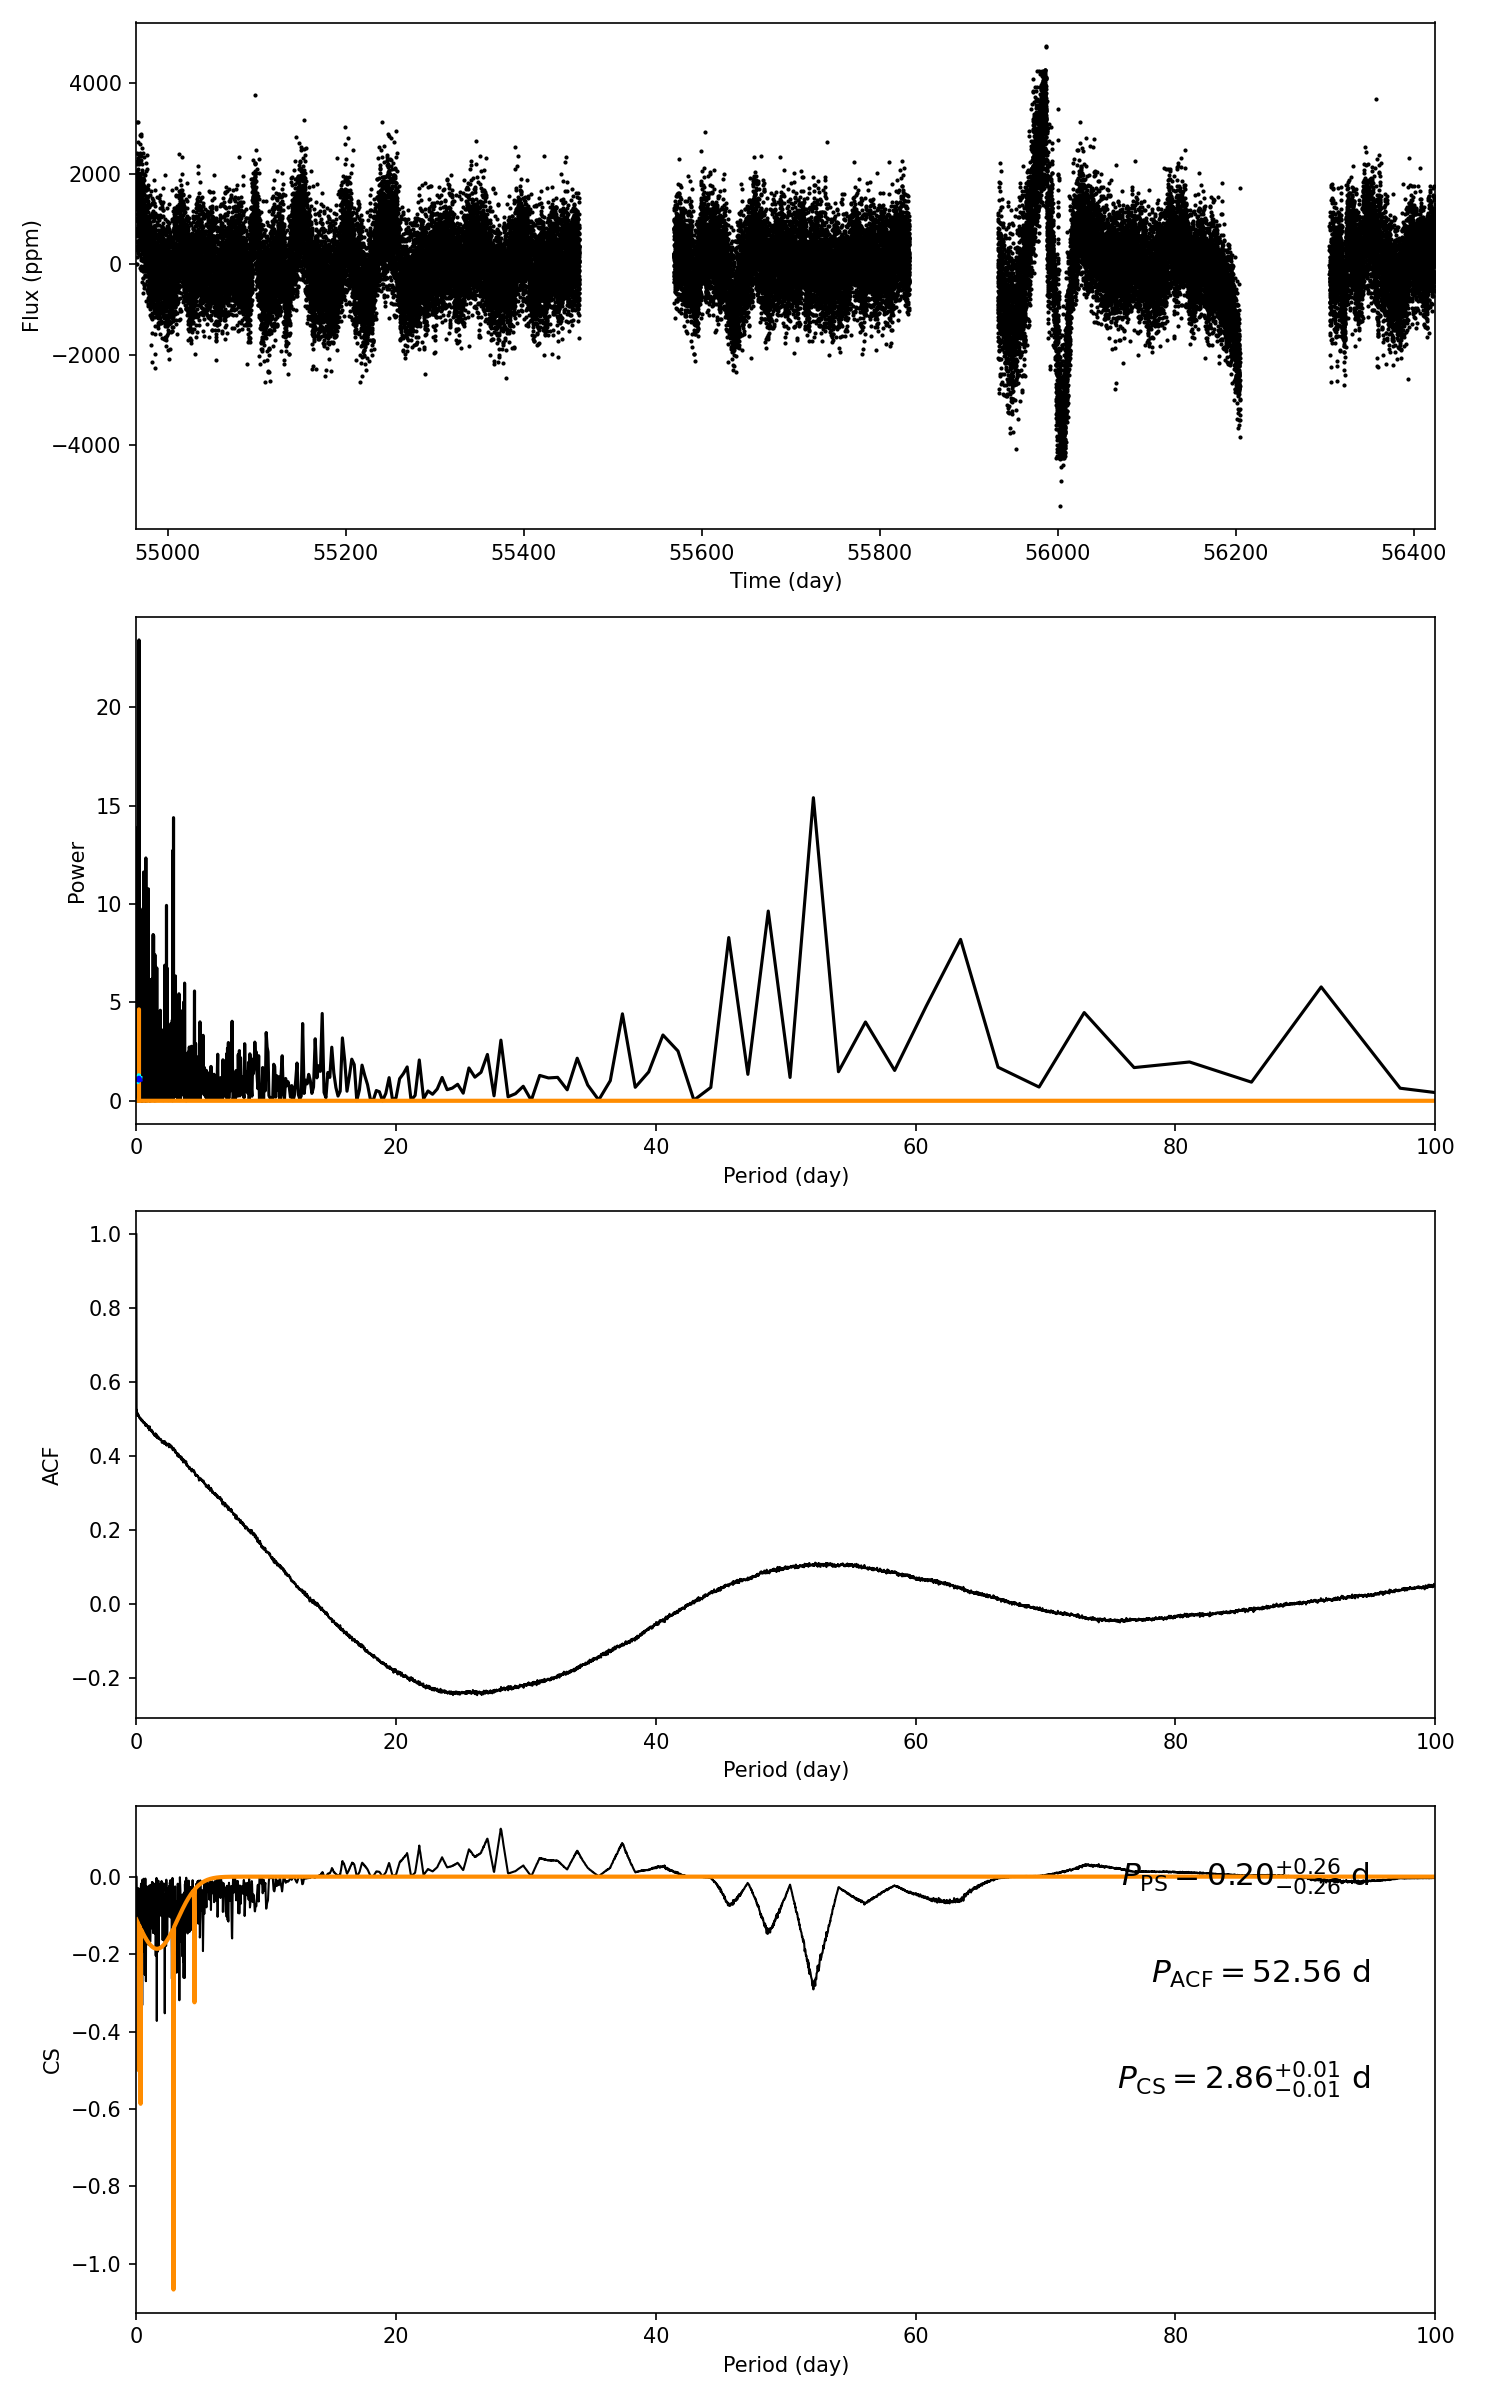 4000
2000
0
−2000
−4000
Flux (ppm)
55000 55200 55400 55600 55800 56000 56200 56400
Time (day)
20
15
10
5
0
Power
0 20 40 60 80 100
Period (day)
1.0
0.8
0.6
0.4
0.2
0.0
−0.2
ACF
0 20 40 60 80 100
Period (day)
0.0
−0.2
−0.4
−0.6
−0.8
−1.0
CS
P_PS = 0.20^{+0.26}_{−0.26} d
P_ACF = 52.56 d
P_CS = 2.86^{+0.01}_{−0.01} d
0 20 40 60 80 100
Period (day)